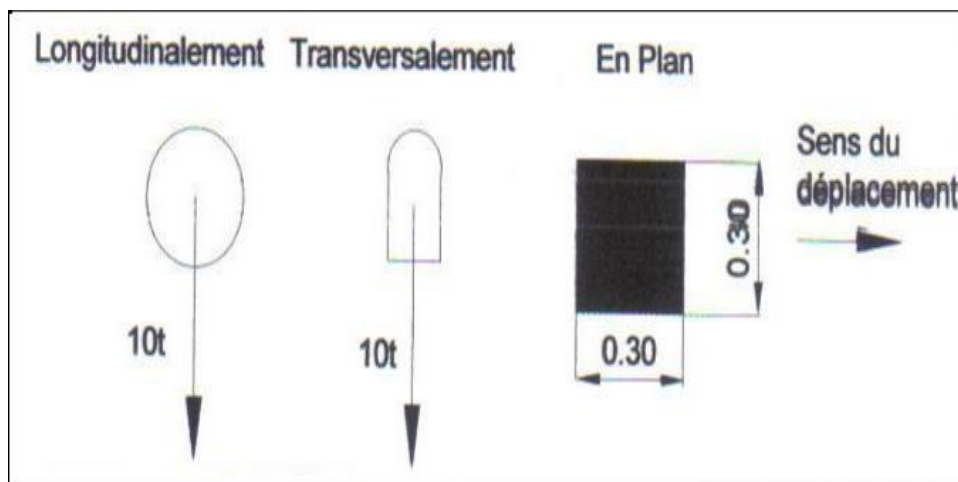 Longitudinalement Transversalement En Plan
Sens du
déplacement
0.30
10t 10t 0.30